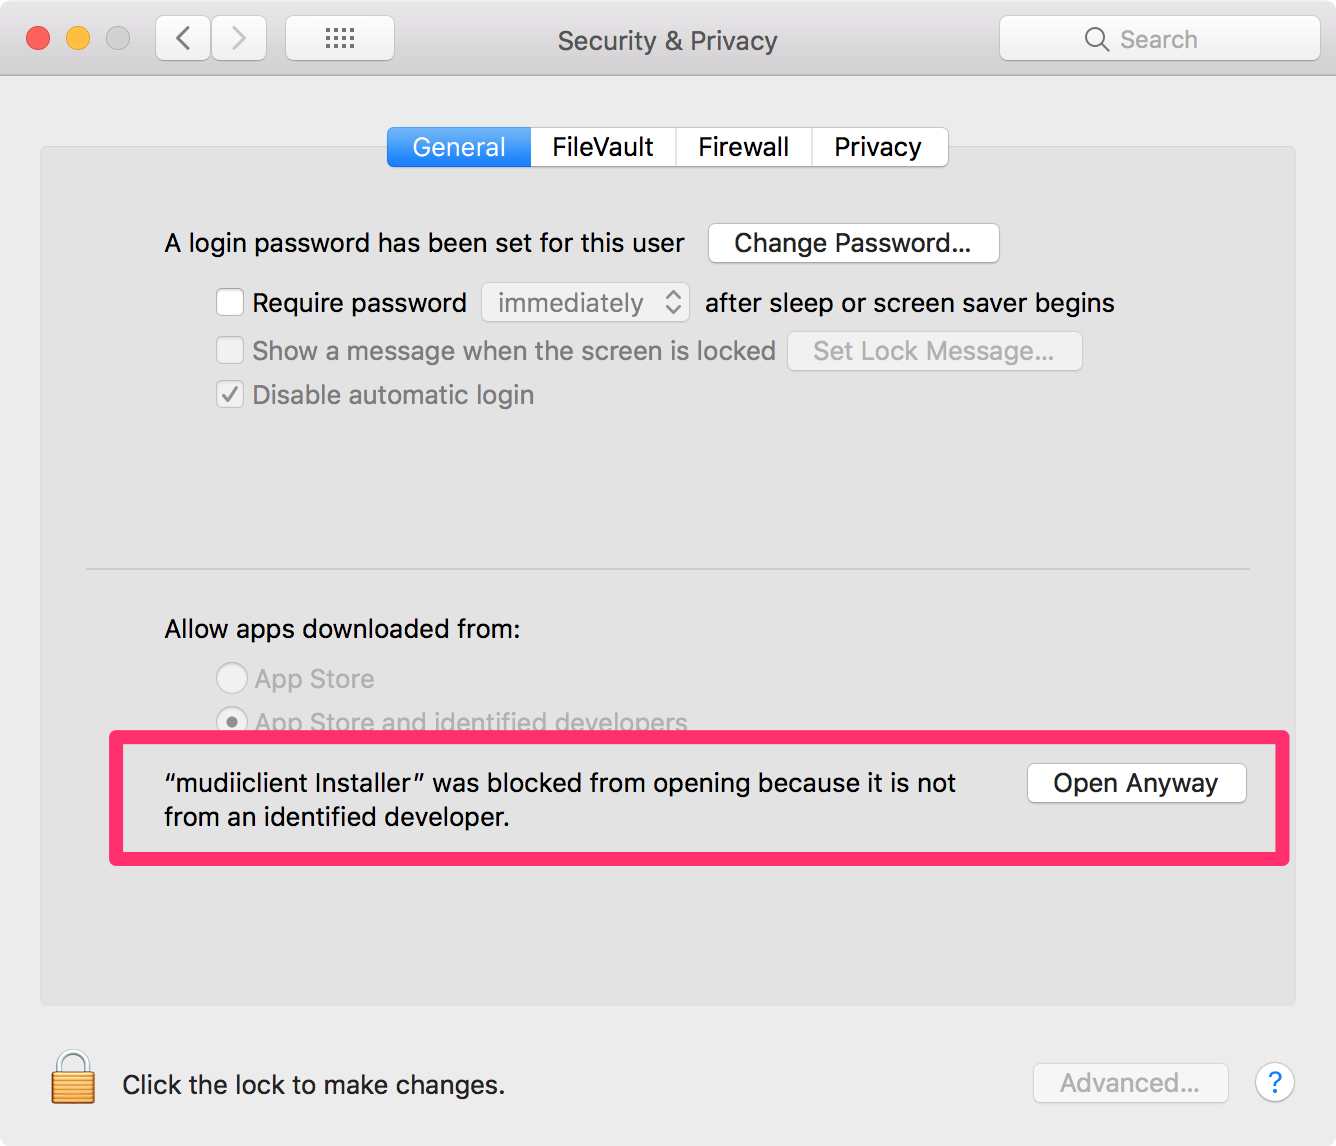 Security & Privacy
Search
General FileVault Firewall Privacy
A login password has been set for this user Change Password...
Require password immediately after sleep or screen saver begins
Show a message when the screen is locked Set Lock Message...
Disable automatic login
Allow apps downloaded from:
App Store
App Store and identified developers
“mudiiclient Installer” was blocked from opening because it is not Open Anyway
from an identified developer.
Click the lock to make changes. Advanced... ?